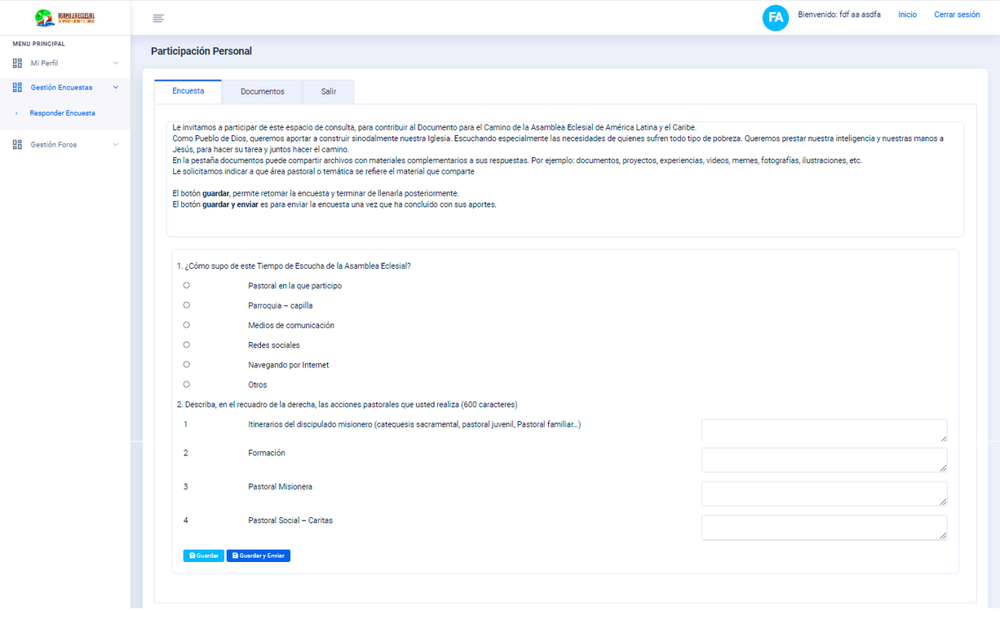 ASAMBLEA ECLESIAL
FA
Bienvenido: fdf aa asdfa
Inicio
Cerrar sesión
MENU PRINCIPAL
Mi Perfil
Gestión Encuestas
Responder Encuesta
Gestión Foros
Participación Personal
Encuesta
Documentos
Salir
Le invitamos a participar de este espacio de consulta, para contribuir al Documento para el Camino de la Asamblea Eclesial de América Latina y el Caribe.
Como Pueblo de Dios, queremos aportar a construir sinodalmente nuestra Iglesia. Escuchando especialmente las necesidades de quienes sufren todo tipo de pobreza. Queremos prestar nuestra inteligencia y nuestras manos a
Jesús, para hacer su tarea y juntos hacer el camino.
En la pestaña documentos puede compartir archivos con materiales complementarios a sus respuestas. Por ejemplo: documentos, proyectos, experiencias, videos, memes, fotografías, ilustraciones, etc.
Le solicitamos indicar a que área pastoral o temática se refiere el material que comparte
El botón guardar, permite retomar la encuesta y terminar de llenarla posteriormente.
El botón guardar y enviar es para enviar la encuesta una vez que ha concluido con sus aportes.
1. ¿Cómo supo de este Tiempo de Escucha de la Asamblea Eclesial?
Pastoral en la que participo
Parroquia – capilla
Medios de comunicación
Redes sociales
Navegando por Internet
Otros
2. Describa, en el recuadro de la derecha, las acciones pastorales que usted realiza (600 caracteres)
1 Itinerarios del discipulado misionero (catequesis sacramental, pastoral juvenil, Pastoral familiar...)
2 Formación
3 Pastoral Misionera
4 Pastoral Social – Caritas
Guardar
Guardar y Enviar